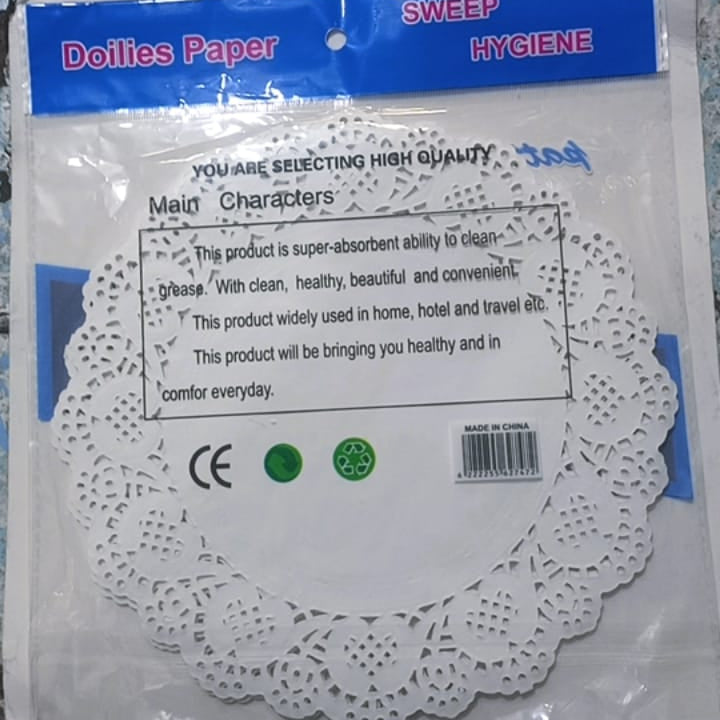 Doilies Paper
SWEEP
HYGIENE
YOU ARE SELECTING HIGH QUALITY
pat
Main Characters
This product is super-absorbent ability to clean
grease. With clean, healthy, beautiful and convenient.
This product widely used in home, hotel and travel etc.
This product will be bringing you healthy and in
comfor everyday.
CE
MADE IN CHINA